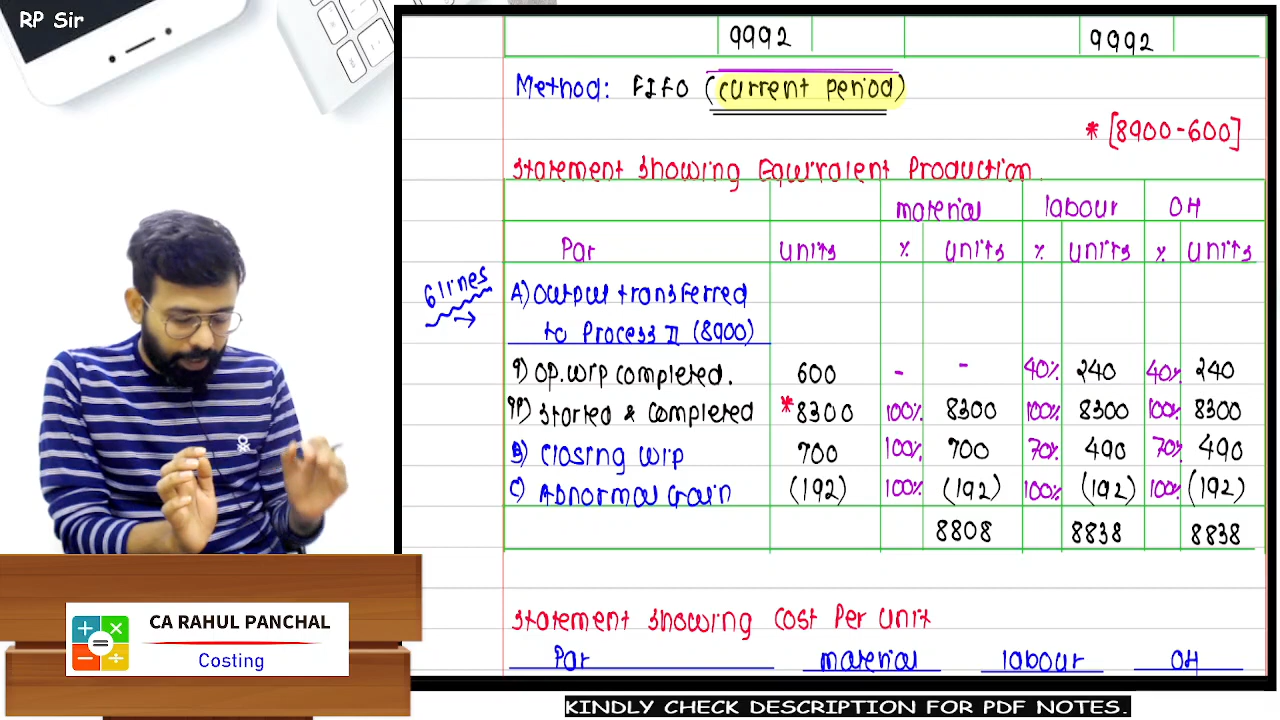 RP Sir
9992 9992
Method: FIFO (current period)
* [8900-600]
Statement Showing Equivalent Production.
material labour OH
Par units % units % units % units
6 lines
A) Output transferred
to Process II (8900)
i) OP. WIP completed. 600 - - 40% 240 40% 240
ii) Started & completed *8300 100% 8300 100% 8300 100% 8300
B) Closing WIP 700 100% 700 70% 490 70% 490
C) Abnormal Gain (192) 100% (192) 100% (192) 100% (192)
8808 8838 8838
Statement Showing Cost Per Unit
Par material labour OH
CA RAHUL PANCHAL
Costing
KINDLY CHECK DESCRIPTION FOR PDF NOTES.